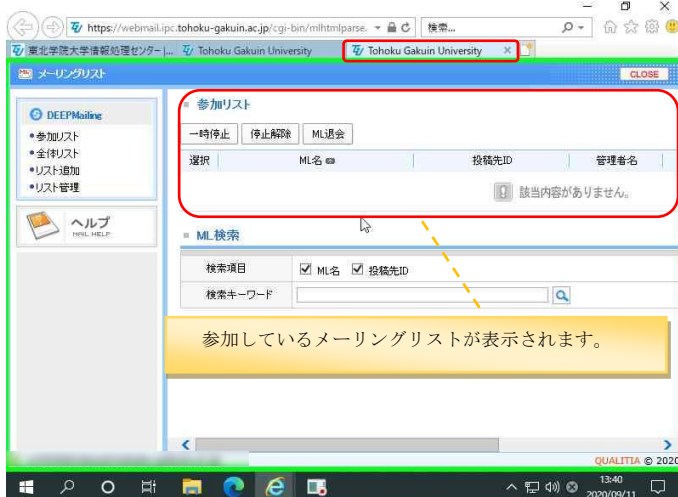 https://webmail.ipc.tohoku-gakuin.ac.jp/cgi-bin/mlhtmlparse.
検索...
東北学院大学情報処理センター|...
Tohoku Gakuin University
Tohoku Gakuin University ×
メーリングリスト
CLOSE
DEEPMailing
•参加リスト
•全体リスト
•リスト追加
•リスト管理
ヘルプ
MAIL HELP
参加リスト
一時停止 停止解除 ML退会
選択 ML名 投稿先ID 管理者名
該当内容がありません。
ML検索
検索項目 ML名 投稿先ID
検索キーワード
参加しているメーリングリストが表示されます。
QUALITIA © 2020
13:40
2020/09/11